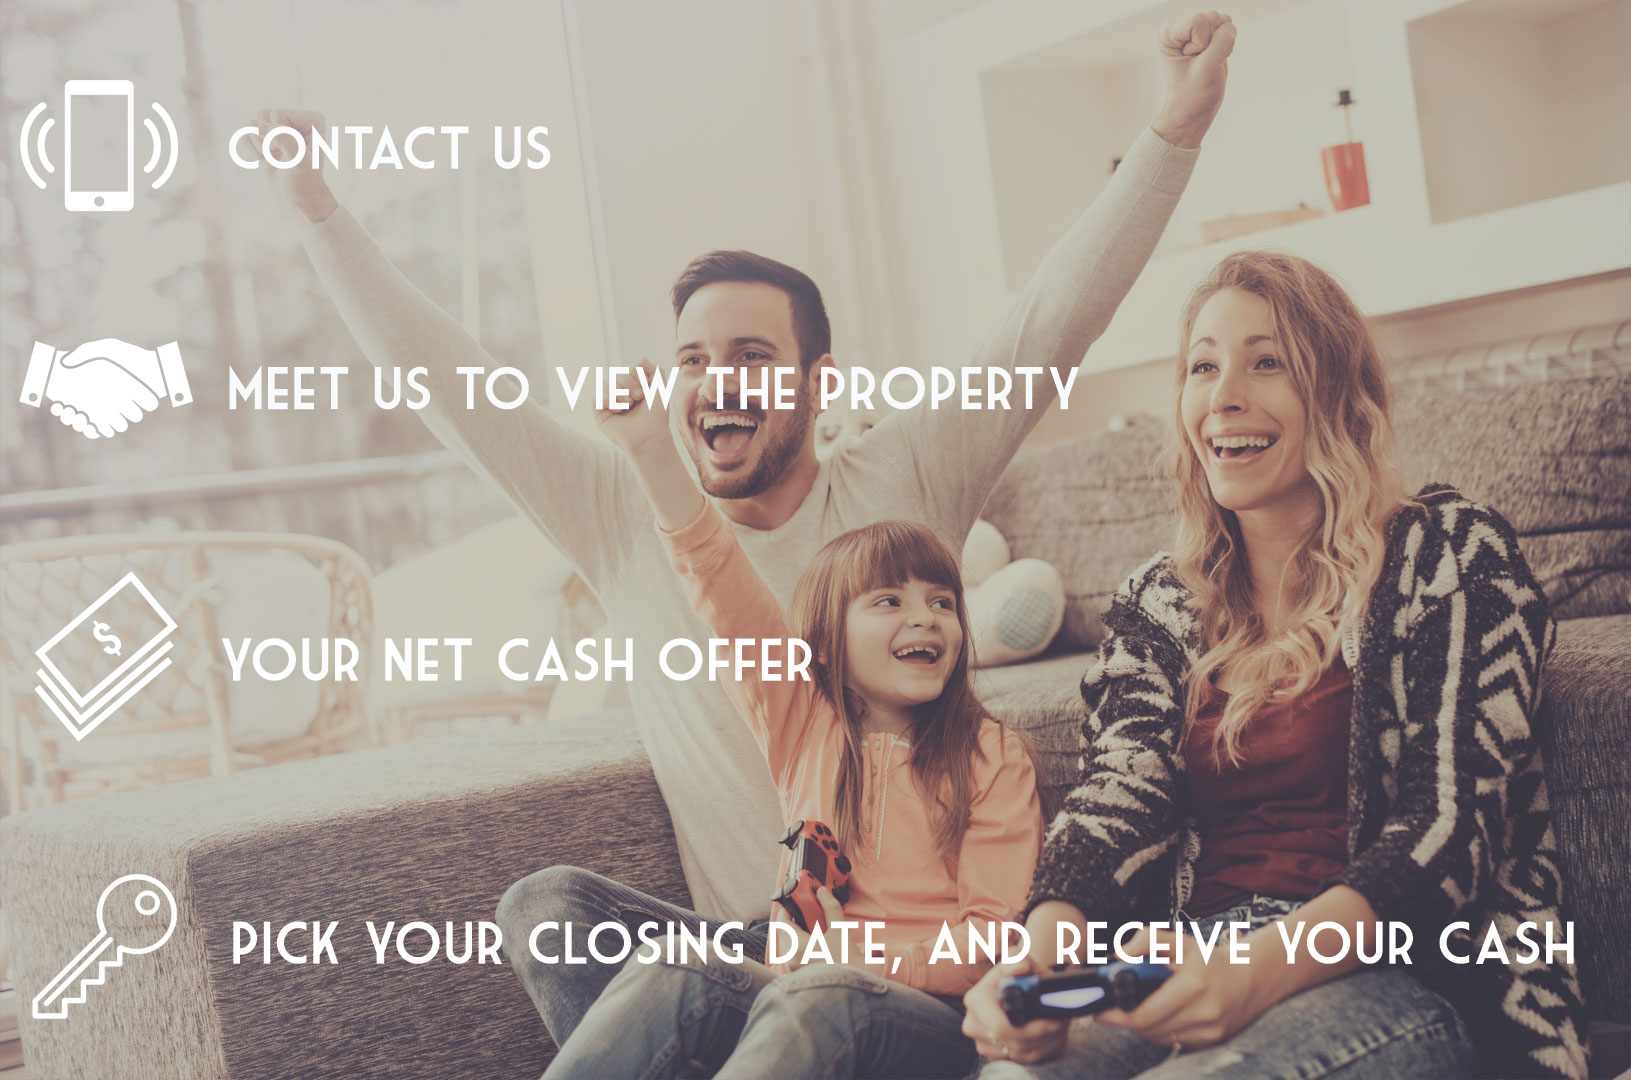 CONTACT US
MEET US TO VIEW THE PROPERTY
$
YOUR NET CASH OFFER
PICK YOUR CLOSING DATE, AND RECEIVE YOUR CASH